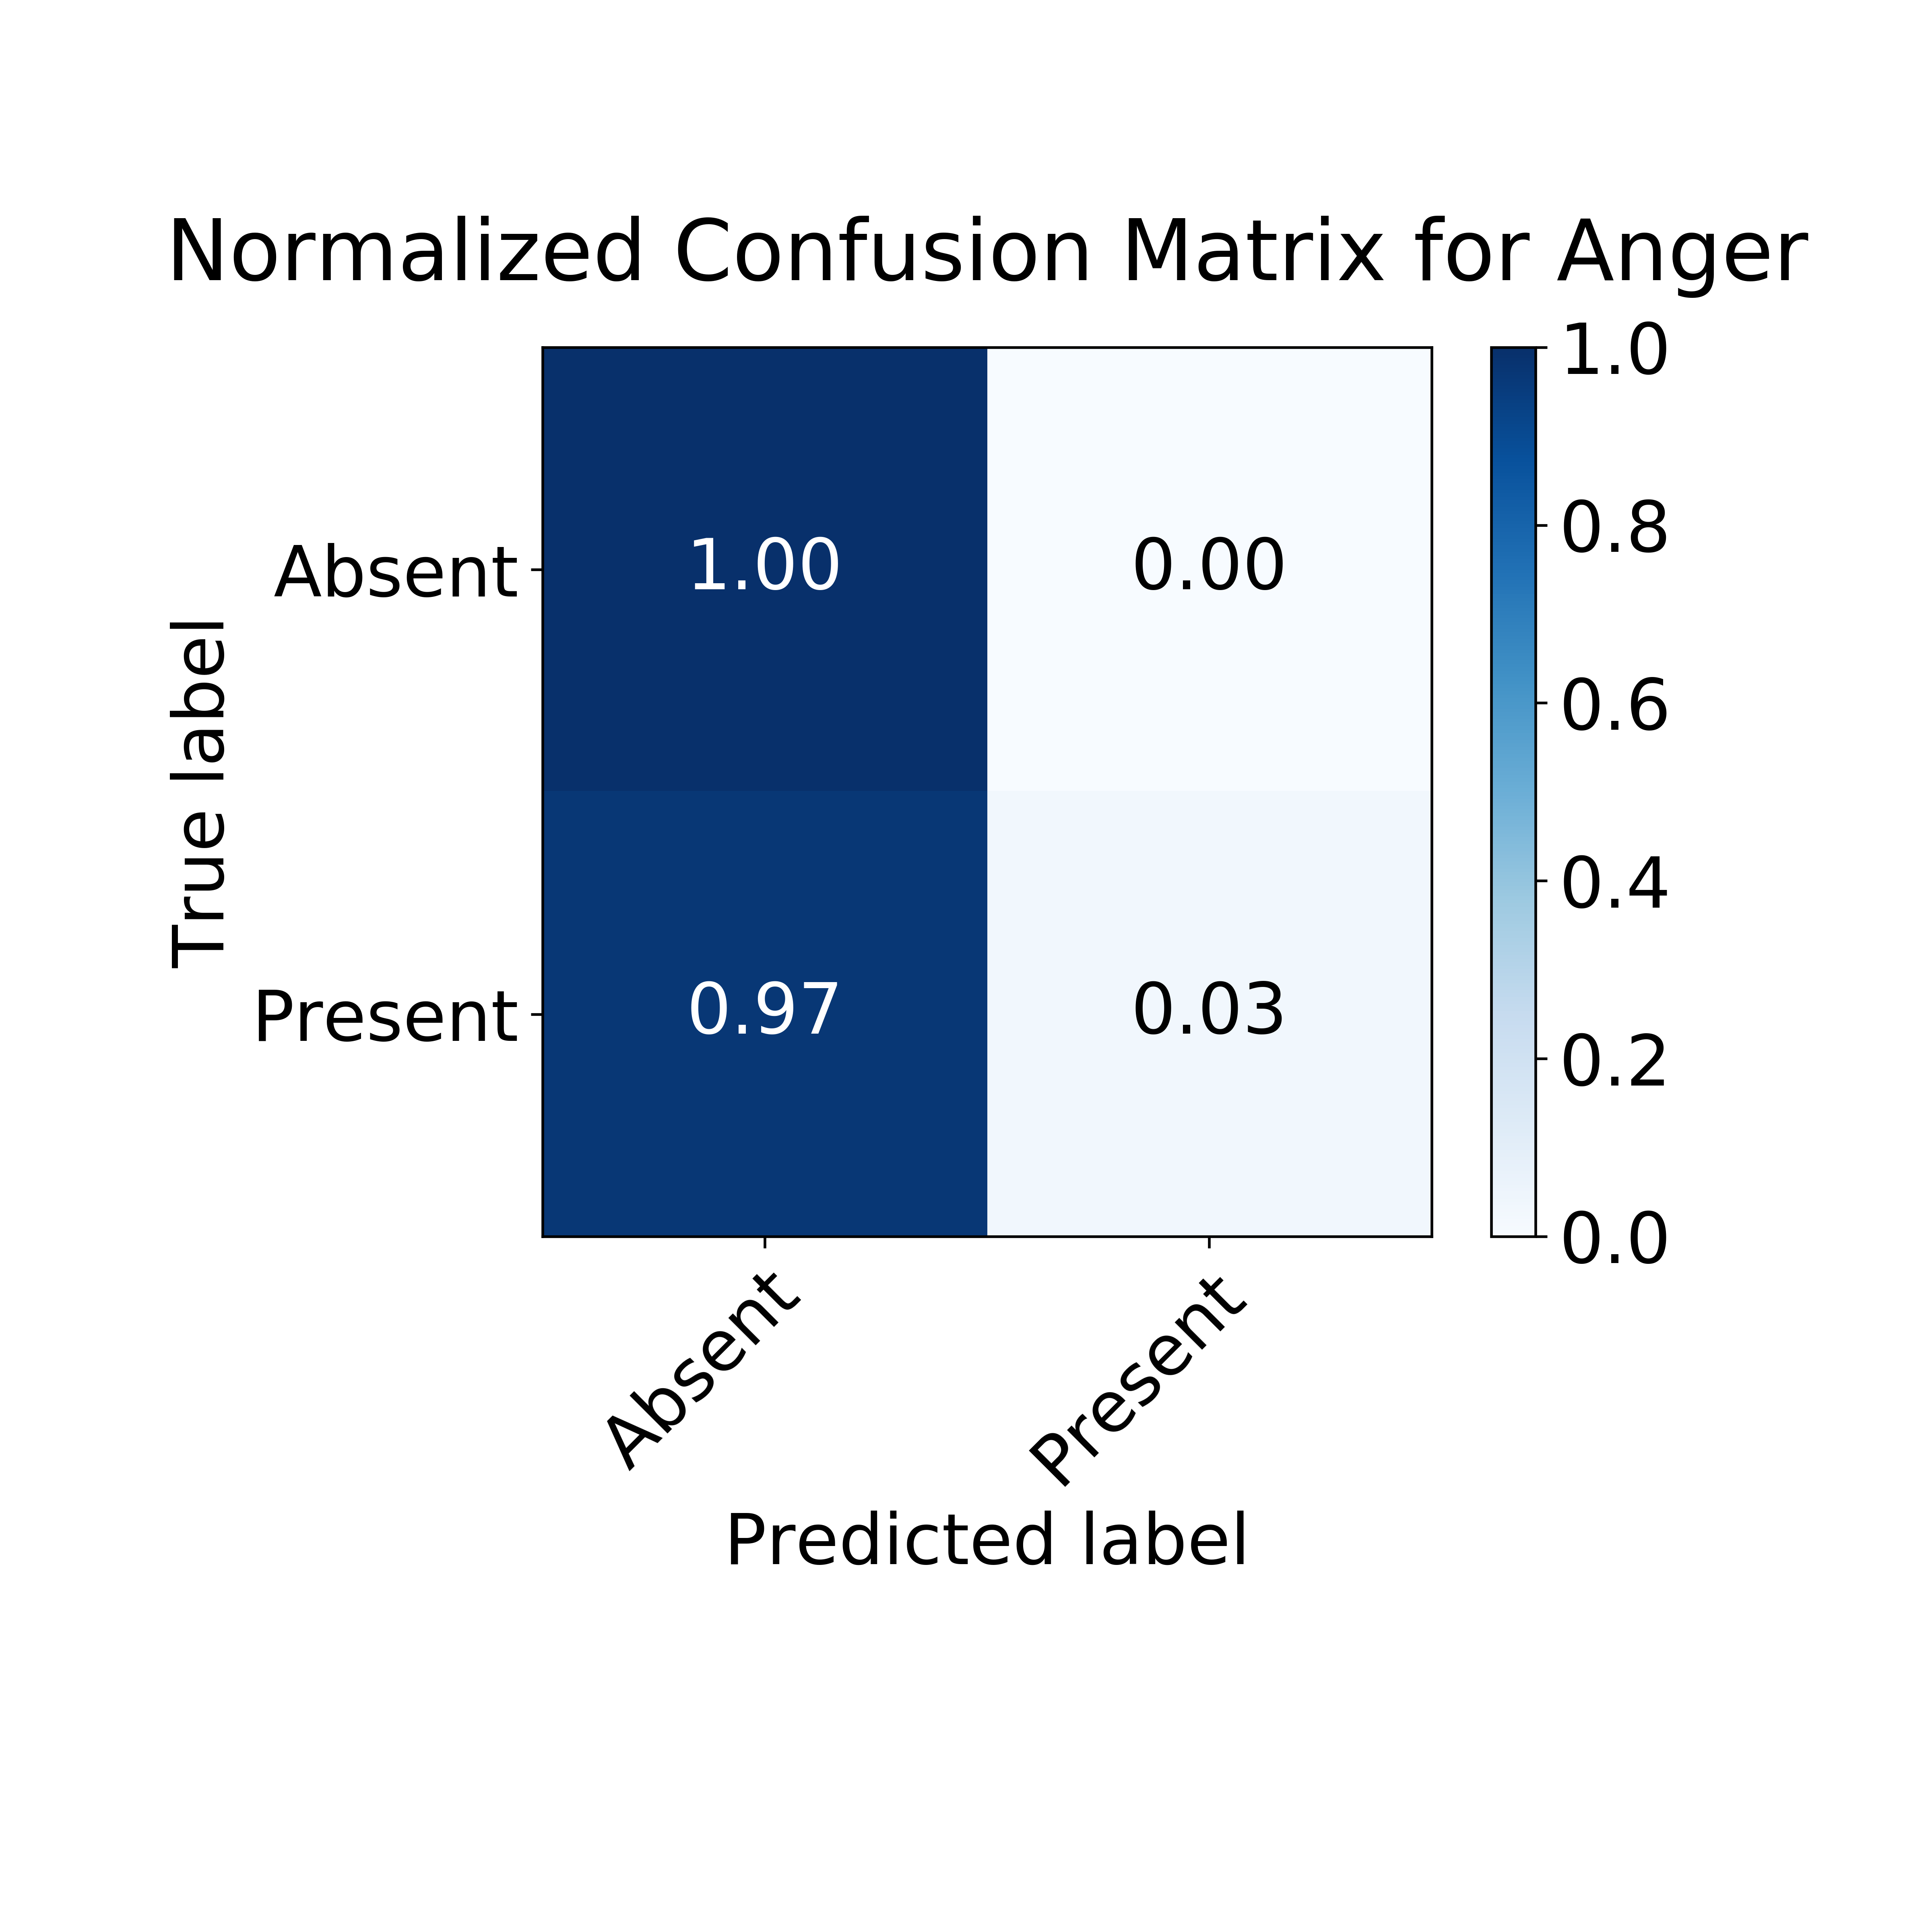 Normalized Confusion Matrix for Anger
1.0
0.8
0.6
0.4
0.2
0.0
True label
Absent
1.00
0.00
Present
0.97
0.03
Absent
Present
Predicted label